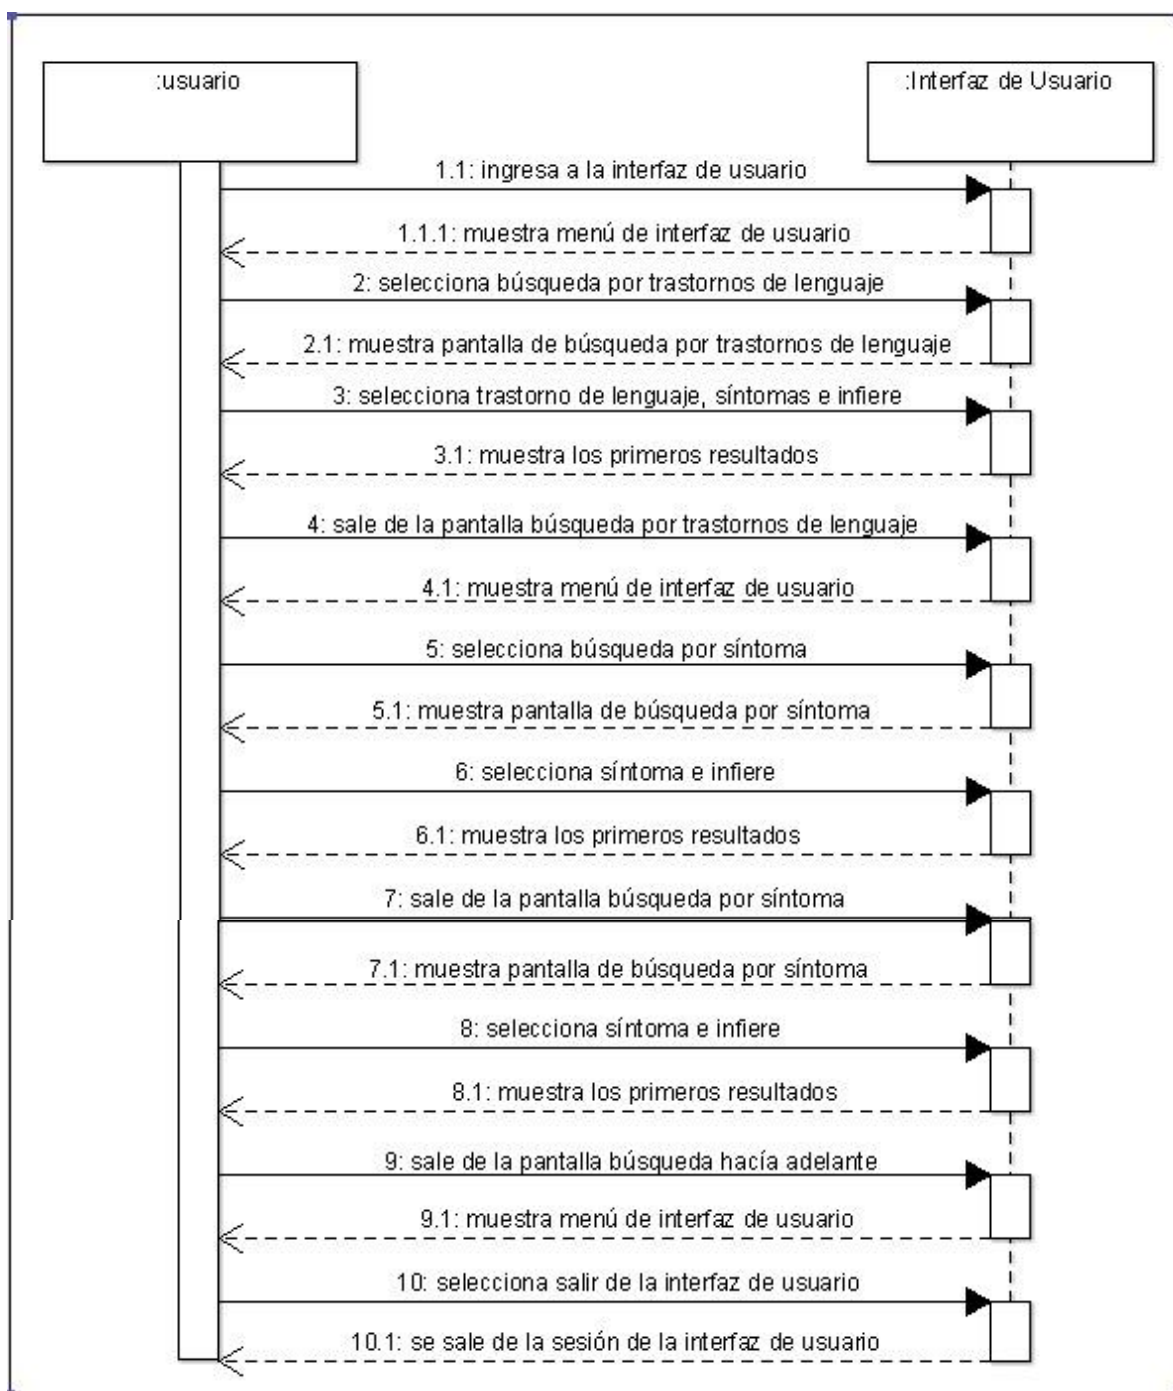 :usuario
:Interfaz de Usuario
1.1: ingresa a la interfaz de usuario
1.1.1: muestra menú de interfaz de usuario
2: selecciona búsqueda por trastornos de lenguaje
2.1: muestra pantalla de búsqueda por trastornos de lenguaje
3: selecciona trastorno de lenguaje, síntomas e infiere
3.1: muestra los primeros resultados
4: sale de la pantalla búsqueda por trastornos de lenguaje
4.1: muestra menú de interfaz de usuario
5: selecciona búsqueda por síntoma
5.1: muestra pantalla de búsqueda por síntoma
6: selecciona síntoma e infiere
6.1: muestra los primeros resultados
7: sale de la pantalla búsqueda por síntoma
7.1: muestra pantalla de búsqueda por síntoma
8: selecciona síntoma e infiere
8.1: muestra los primeros resultados
9: sale de la pantalla búsqueda hacía adelante
9.1: muestra menú de interfaz de usuario
10: selecciona salir de la interfaz de usuario
10.1: se sale de la sesión de la interfaz de usuario